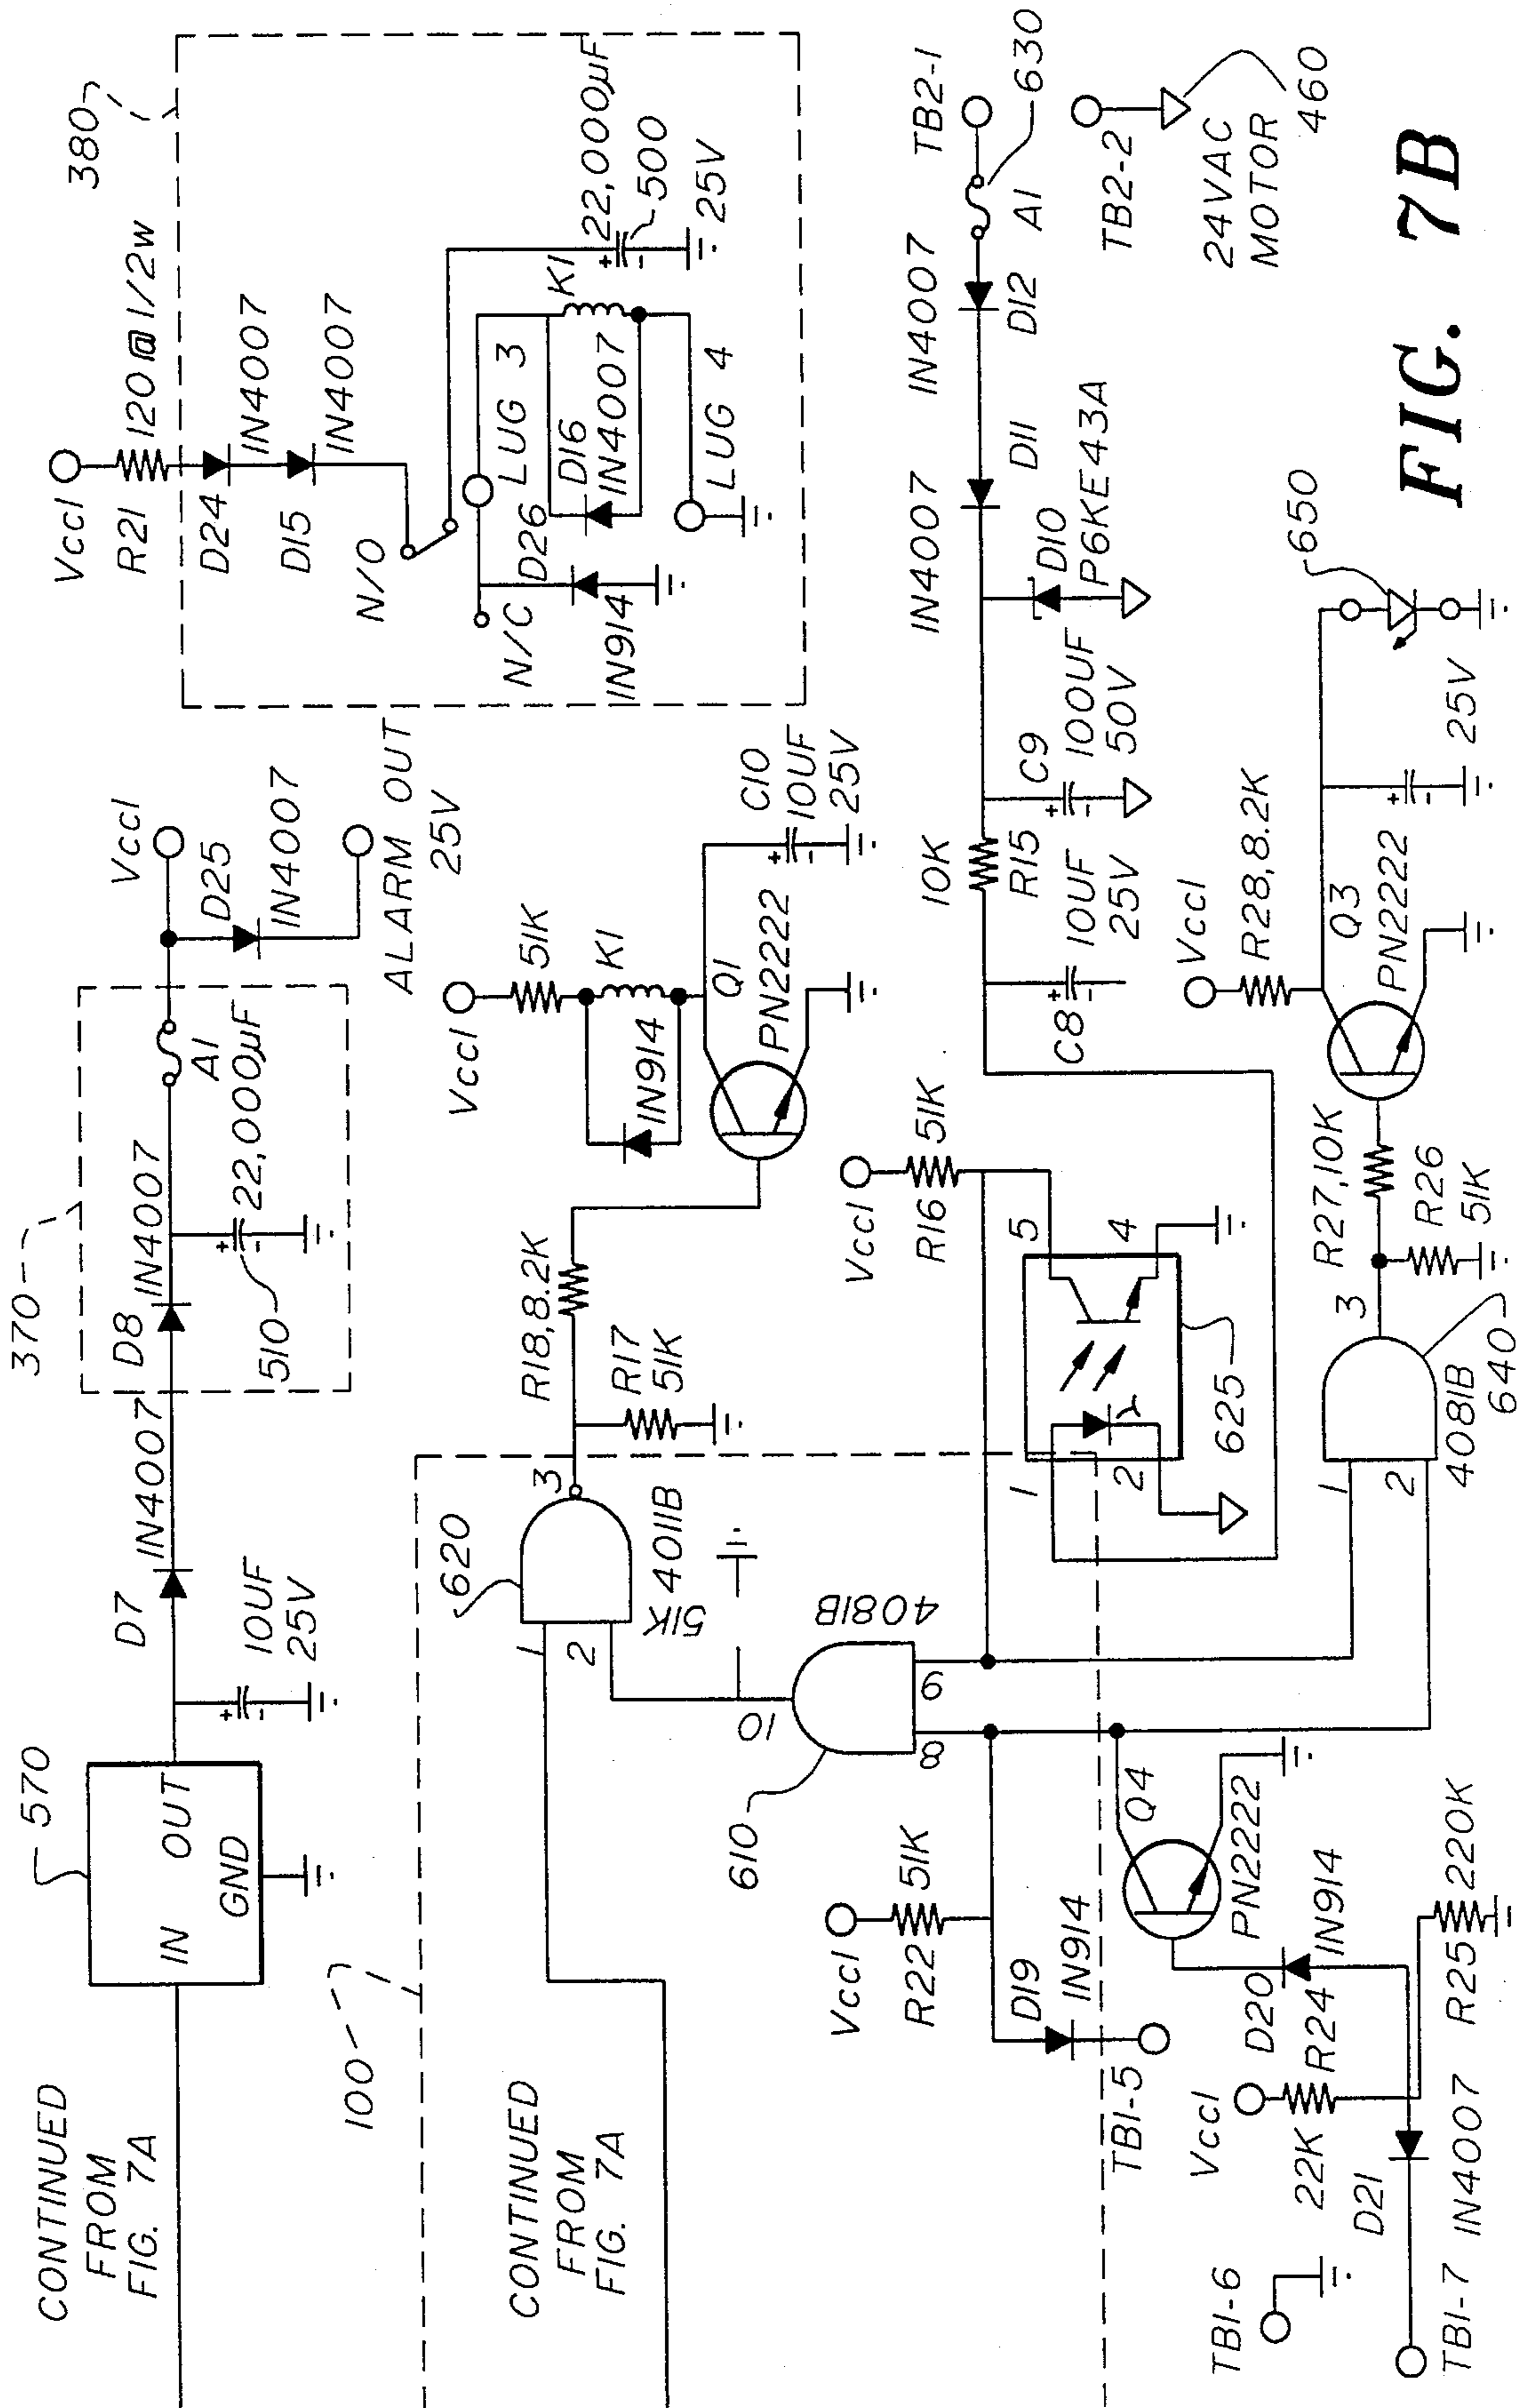 CONTINUED
FROM
FIG. 7A
IN
OUT
GND
570
10UF
25V
D7
IN4007
370
D8
IN4007
510
22,000µF
A1
Vcc1
D25
IN4007
ALARM OUT
25V
380
Vcc1
R21
120@1/2w
D24
IN4007
D15
IN4007
N/O
N/C
LUG 3
D26
IN914
D16
IN4007
K1
LUG 4
22,000µF
500
25V
100
CONTINUED
FROM
FIG. 7A
620
1
2
3
4011B
51K
R17
51K
R18,8.2K
Vcc1
51K
K1
IN914
Q1
PN2222
C10
10UF
25V
610
10
8
9
4081B
Vcc1
R22
51K
D19
IN914
TB1-5
Vcc1
R16
51K
1
2
5
4
625
C8
10UF
25V
10K
R15
C9
100UF
50V
D10
P6KE43A
IN4007
D11
IN4007
D12
A1
TB2-1
630
TB2-2
24VAC
MOTOR
460
TB1-6
TB1-7
D21
IN4007
Vcc1
22K
R24
D20
IN914
R25
220K
Q4
PN2222
1
2
3
4081B
640
R26
51K
R27,10K
Vcc1
R28,8.2K
Q3
PN2222
25V
650
FIG. 7B